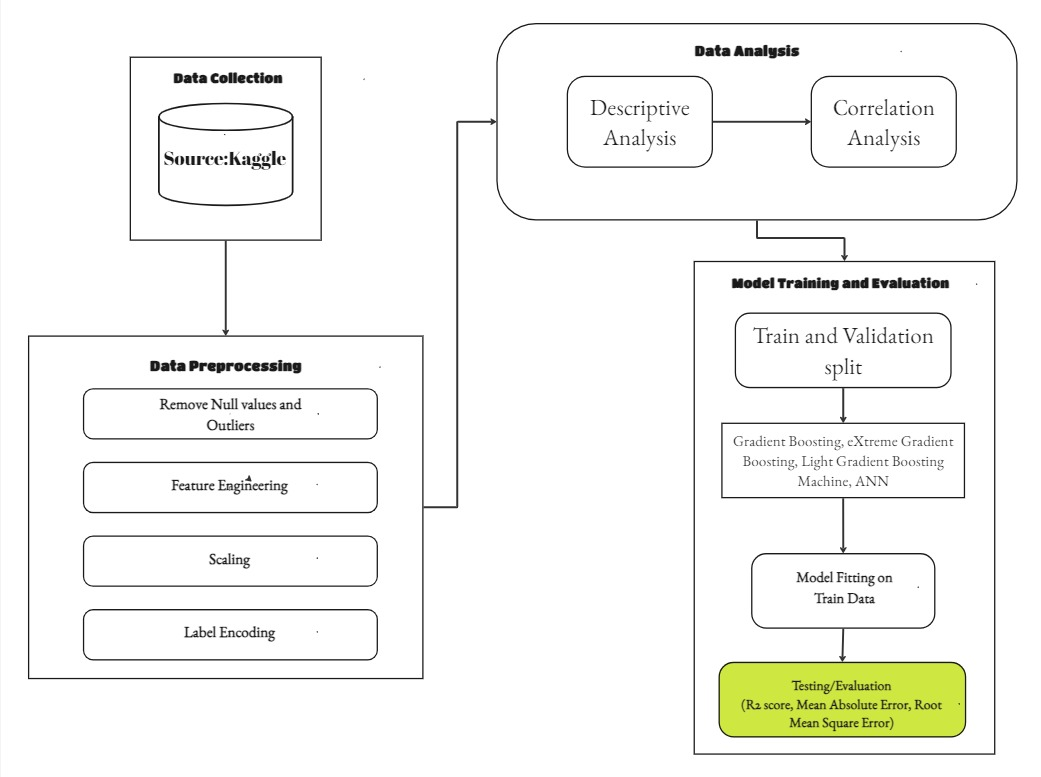 Data Collection
Source:Kaggle
Data Preprocessing
Remove Null values and
Outliers
Feature Engineering
Scaling
Label Encoding
Data Analysis
Descriptive
Analysis
Correlation
Analysis
Model Training and Evaluation
Train and Validation
split
Gradient Boosting, eXtreme Gradient
Boosting, Light Gradient Boosting
Machine, ANN
Model Fitting on
Train Data
Testing/Evaluation
(R2 score, Mean Absolute Error, Root
Mean Square Error)